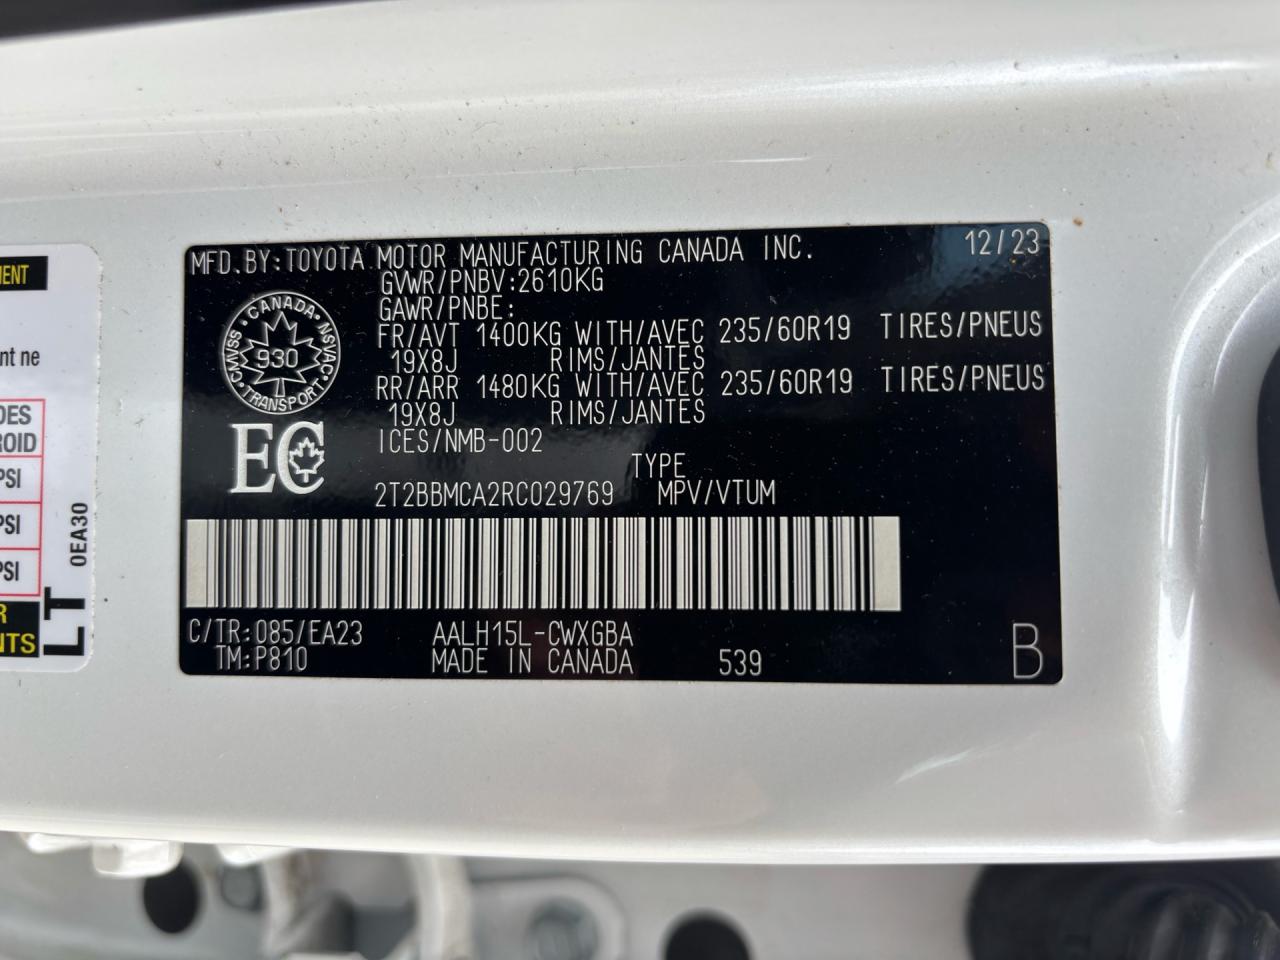 MENT
nt ne
DES
ROID
PSI
PSI
PSI
R
NTS
0EA30
LT
MFD.BY:TOYOTA MOTOR MANUFACTURING CANADA INC. 12/23
GVWR/PNBV:2610KG
GAWR/PNBE:
FR/AVT 1400KG WITH/AVEC 235/60R19 TIRES/PNEUS
19X8J RIMS/JANTES
RR/ARR 1480KG WITH/AVEC 235/60R19 TIRES/PNEUS
19X8J RIMS/JANTES
CANADA
CMVSS 930 NSVAC
TRANSPORT
EC
ICES/NMB-002
TYPE
2T2BBMCA2RC029769 MPV/VTUM
C/TR:085/EA23 AALH15L-CWXGBA
TM:P810 MADE IN CANADA 539 B